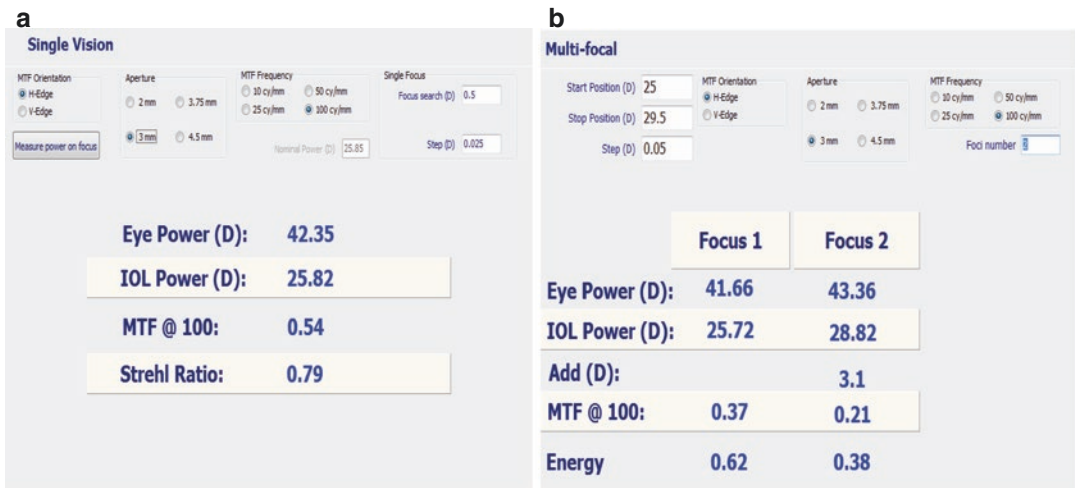 a
Single Vision
MTF Orientation
H-Edge
V-Edge
Measure power on focus
Aperture
2 mm 3.75 mm
3 mm 4.5 mm
MTF Frequency
10 cy/mm 50 cy/mm
25 cy/mm 100 cy/mm
Nominal Power (D) 25.85
Single Focus
Focus search (D) 0.5
Step (D) 0.025
Eye Power (D): 42.35
IOL Power (D): 25.82
MTF @ 100: 0.54
Strehl Ratio: 0.79
b
Multi-focal
Start Position (D) 25
Stop Position (D) 29.5
Step (D) 0.05
MTF Orientation
H-Edge
V-Edge
Aperture
2 mm 3.75 mm
3 mm 4.5 mm
MTF Frequency
10 cy/mm 50 cy/mm
25 cy/mm 100 cy/mm
Foci number 2
Focus 1 Focus 2
Eye Power (D): 41.66 43.36
IOL Power (D): 25.72 28.82
Add (D): 3.1
MTF @ 100: 0.37 0.21
Energy 0.62 0.38